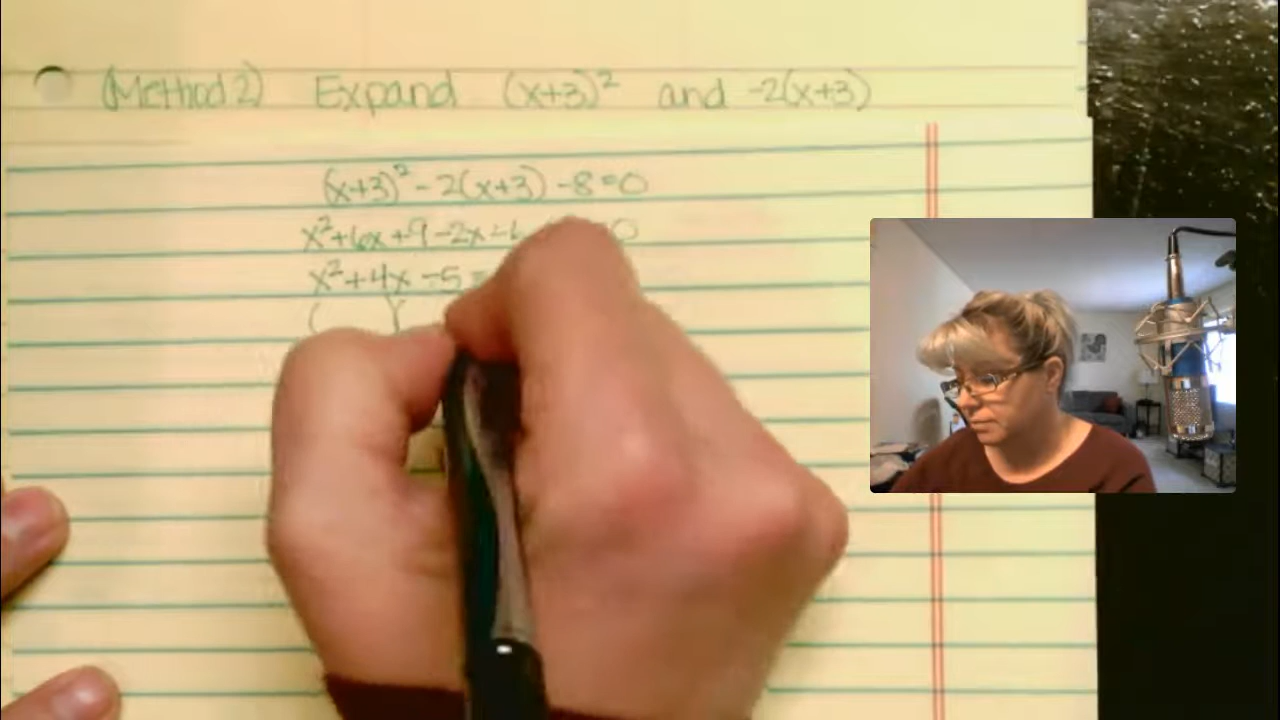 (Method 2) Expand (x+3)² and -2(x+3)
(x+3)² - 2(x+3) - 8 = 0
x² + 6x + 9 - 2x - 6 0
x² + 4x - 5 =
( )(